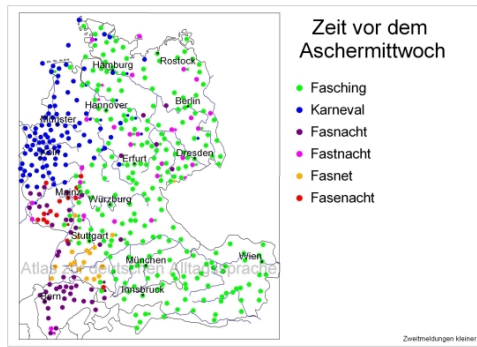 Zeit vor dem
Aschermittwoch
Fasching
Karneval
Fasnacht
Fastnacht
Fasnet
Fasenacht
Hamburg
Rostock
Hannover
Berlin
Münster
Köln
Erfurt
Dresden
Mainz
Würzburg
Stuttgart
München
Wien
Atlas zur deutschen Alltagssprache
Innsbruck
Bern
Zweitmeldungen kleiner